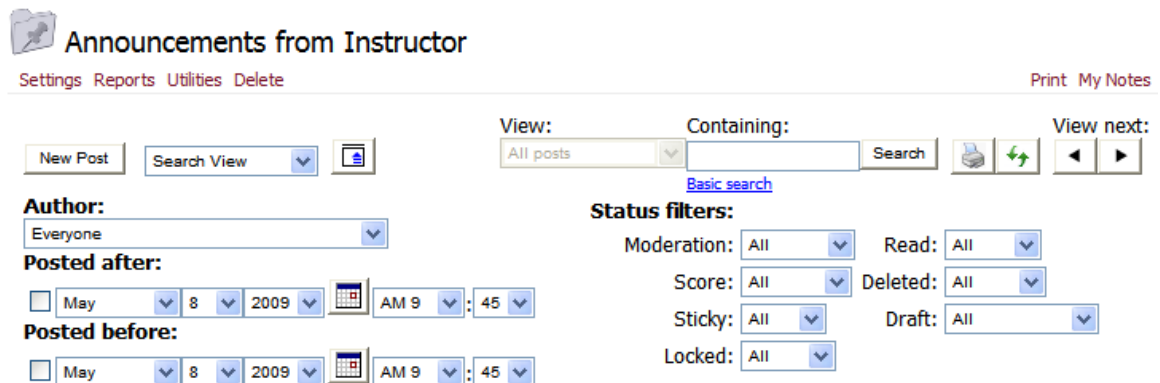 Announcements from Instructor
Settings Reports Utilities Delete Print My Notes
View: Containing: View next:
New Post Search View All posts Search
Basic search
Author: Status filters:
Everyone
Moderation: All Read: All
Posted after:
Score: All Deleted: All
May 8 2009 AM 9 : 45
Sticky: All Draft: All
Posted before:
Locked: All
May 8 2009 AM 9 : 45